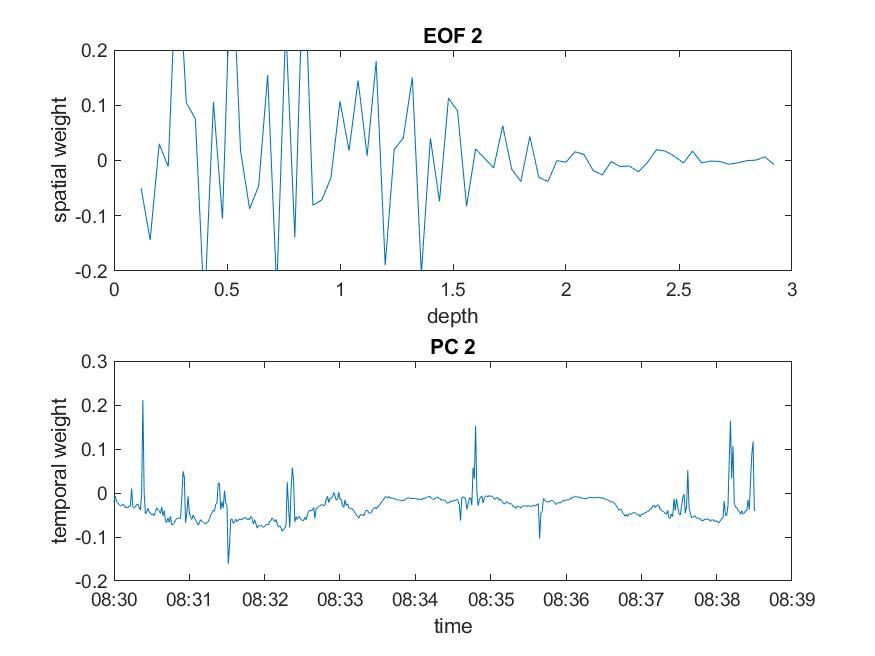 EOF 2
0.2
0.1
0
-0.1
-0.2
spatial weight
0 0.5 1 1.5 2 2.5 3
depth
PC 2
0.3
0.2
0.1
0
-0.1
-0.2
temporal weight
08:30 08:31 08:32 08:33 08:34 08:35 08:36 08:37 08:38 08:39
time